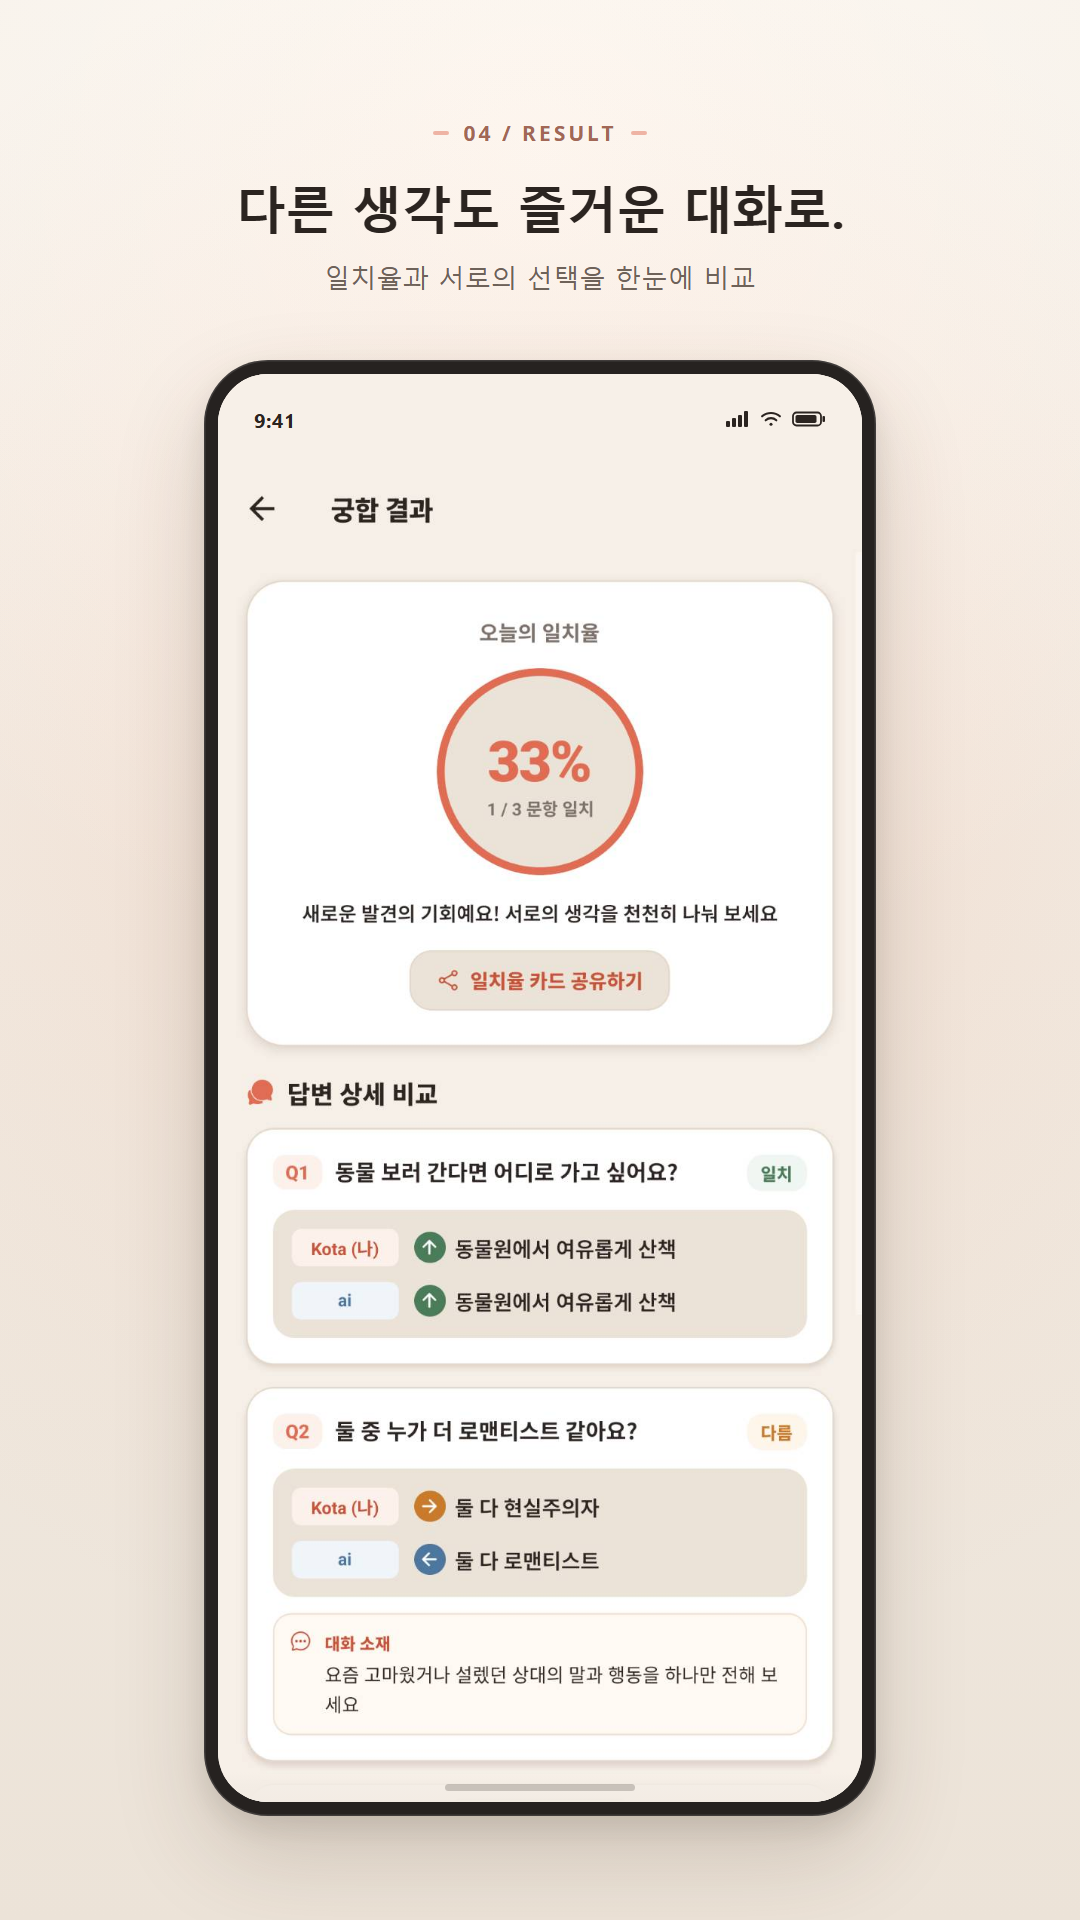 04 / RESULT
다른 생각도 즐거운 대화로.
일치율과 서로의 선택을 한눈에 비교
9:41
궁합 결과
오늘의 일치율
33%
1 / 3 문항 일치
새로운 발견의 기회예요! 서로의 생각을 천천히 나눠 보세요
일치율 카드 공유하기
답변 상세 비교
Q1 동물 보러 간다면 어디로 가고 싶어요? 일치
Kota (나) 동물원에서 여유롭게 산책
ai 동물원에서 여유롭게 산책
Q2 둘 중 누가 더 로맨티스트 같아요? 다름
Kota (나) 둘 다 현실주의자
ai 둘 다 로맨티스트
대화 소재
요즘 고마웠거나 설렜던 상대의 말과 행동을 하나만 전해 보
세요